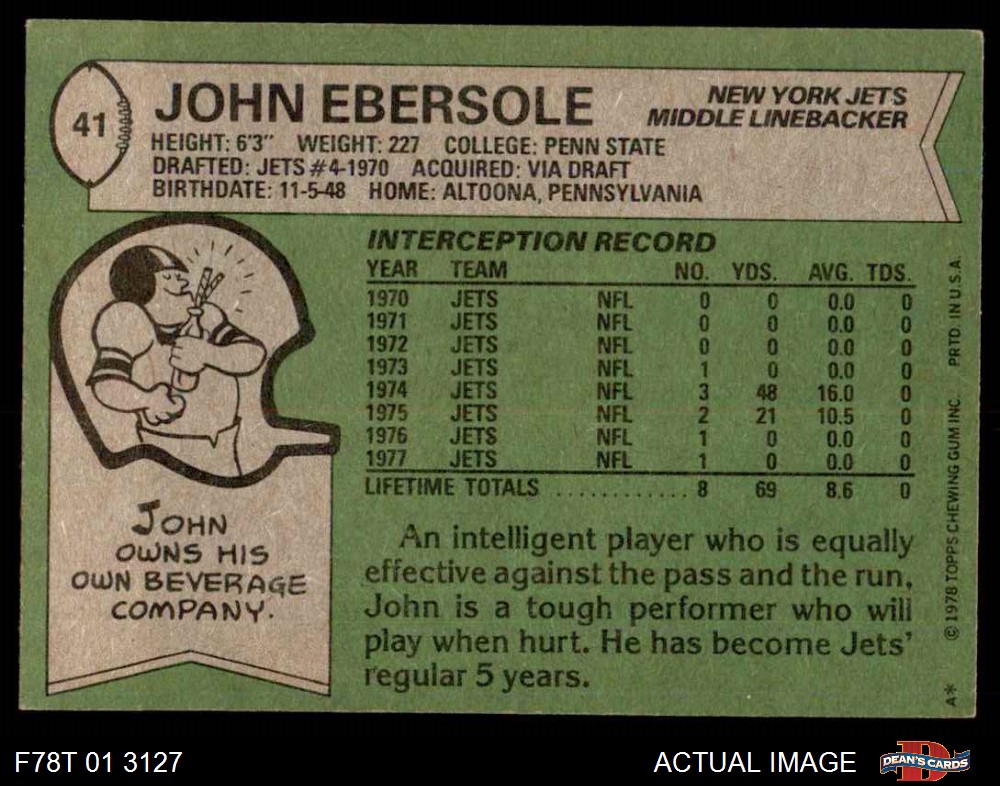 41
JOHN EBERSOLE
NEW YORK JETS
MIDDLE LINEBACKER
HEIGHT: 6'3" WEIGHT: 227 COLLEGE: PENN STATE
DRAFTED: JETS #4-1970 ACQUIRED: VIA DRAFT
BIRTHDATE: 11-5-48 HOME: ALTOONA, PENNSYLVANIA
INTERCEPTION RECORD
YEAR TEAM NO. YDS. AVG. TDS.
1970 JETS NFL 0 0 0.0 0
1971 JETS NFL 0 0 0.0 0
1972 JETS NFL 0 0 0.0 0
1973 JETS NFL 1 0 0.0 0
1974 JETS NFL 3 48 16.0 0
1975 JETS NFL 2 21 10.5 0
1976 JETS NFL 1 0 0.0 0
1977 JETS NFL 1 0 0.0 0
LIFETIME TOTALS ............ 8 69 8.6 0
An intelligent player who is equally
effective against the pass and the run,
John is a tough performer who will
play when hurt. He has become Jets'
regular 5 years.
JOHN
OWNS HIS
OWN BEVERAGE
COMPANY.
A* © 1978 TOPPS CHEWING GUM INC. PRTD. IN U.S.A.
F78T 01 3127
ACTUAL IMAGE
D
DEAN'S CARDS